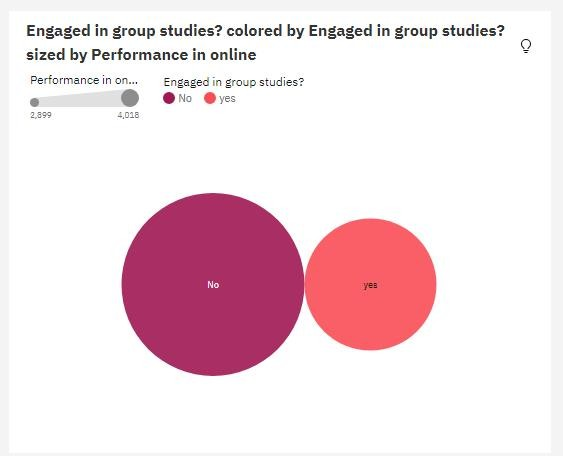 Engaged in group studies? colored by Engaged in group studies?
sized by Performance in online
Performance in on...
Engaged in group studies?
No
yes
2,899
4,018
No
yes